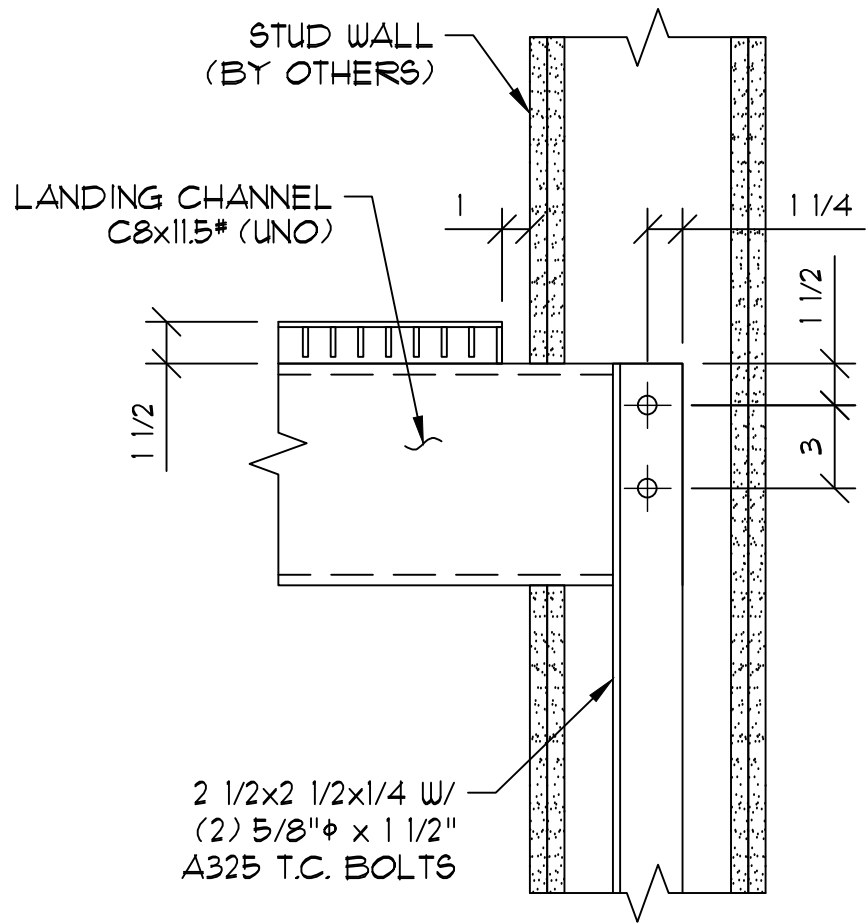 STUD WALL
(BY OTHERS)
LANDING CHANNEL
C8x11.5# (UNO)
1
1 1/4
1 1/2
1 1/2
3
2 1/2x2 1/2x1/4 W/
(2) 5/8"ϕ x 1 1/2"
A325 T.C. BOLTS